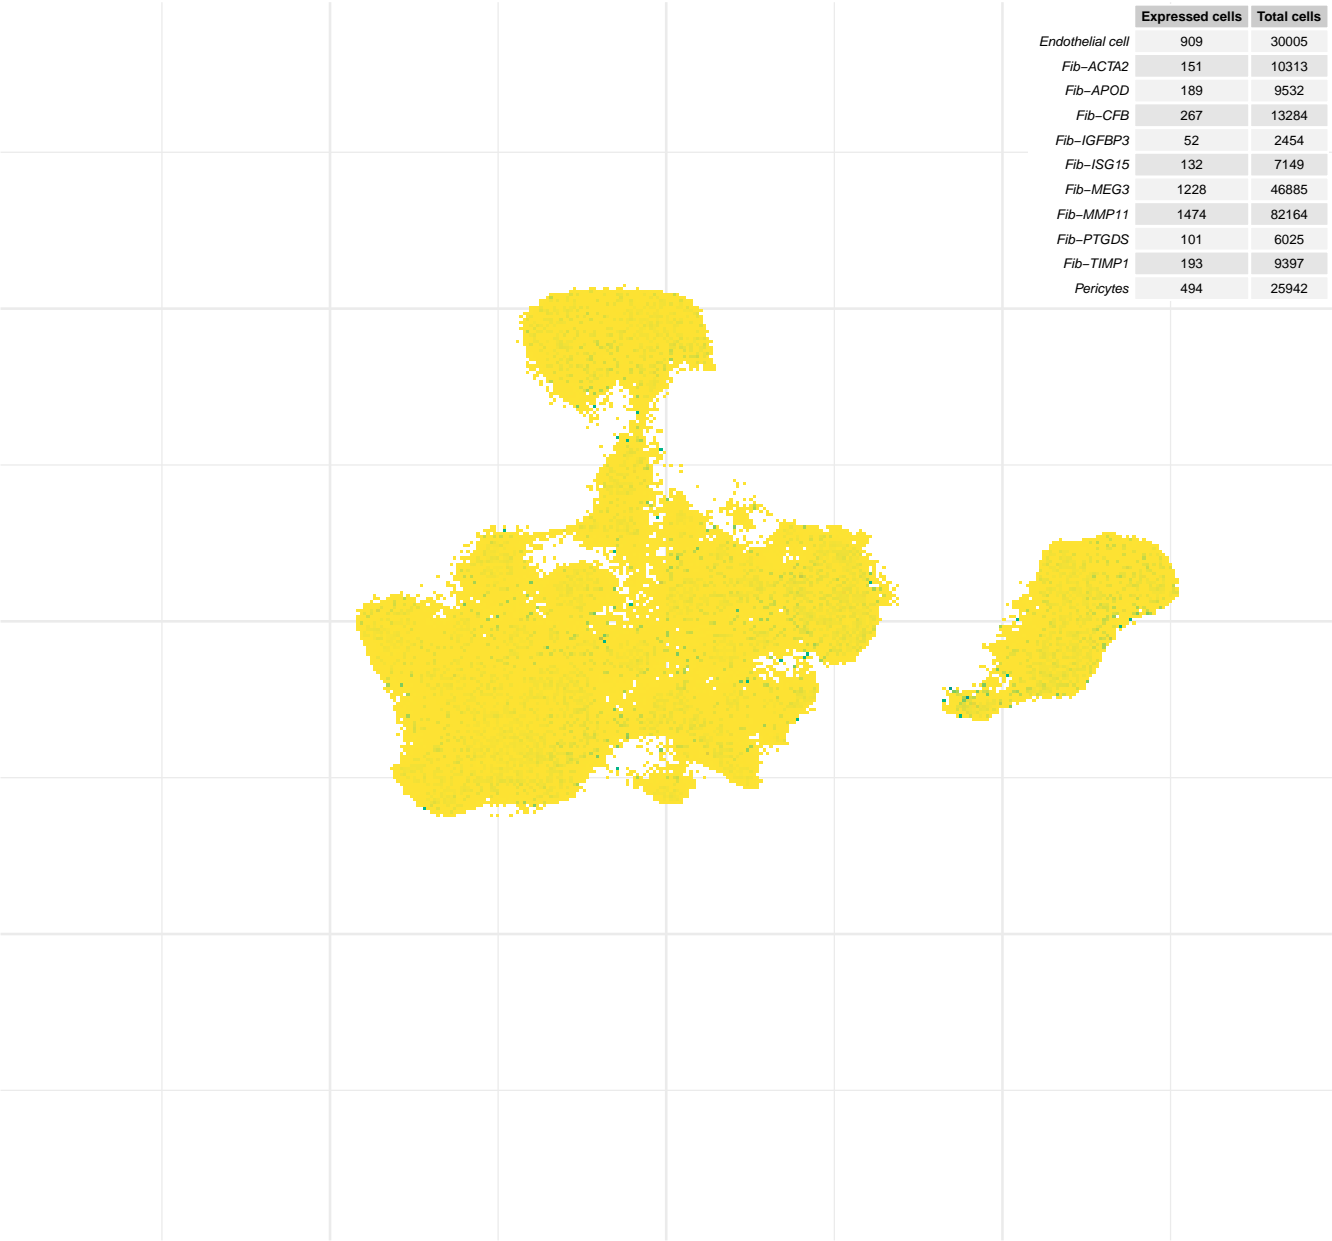 Expressed cells Total cells
Endothelial cell 909 30005
Fib−ACTA2 151 10313
Fib−APOD 189 9532
Fib−CFB 267 13284
Fib−IGFBP3 52 2454
Fib−ISG15 132 7149
Fib−MEG3 1228 46885
Fib−MMP11 1474 82164
Fib−PTGDS 101 6025
Fib−TIMP1 193 9397
Pericytes 494 25942